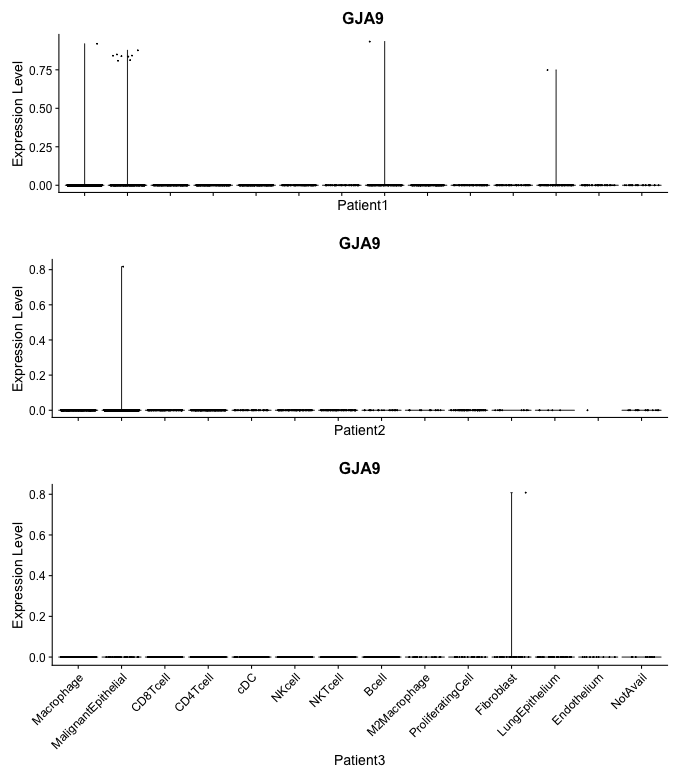 GJA9
Expression Level
0.75
0.50
0.25
0.00
Patient1
GJA9
Expression Level
0.8
0.6
0.4
0.2
0.0
Patient2
GJA9
Expression Level
0.8
0.6
0.4
0.2
0.0
Macrophage
MalignantEpithelial
CD8Tcell
CD4Tcell
cDC
NKcell
NKTcell
Bcell
M2Macrophage
ProliferatingCell
Fibroblast
LungEpithelium
Endothelium
NotAvail
Patient3